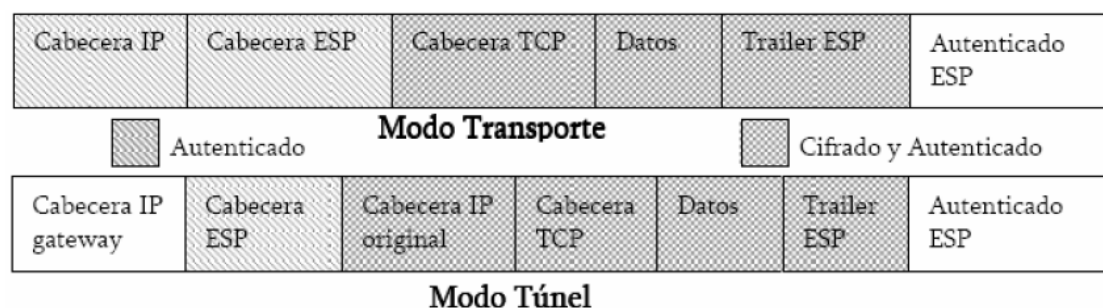 Cabecera IP Cabecera ESP Cabecera TCP Datos Trailer ESP Autenticado
ESP
Modo Transporte
Autenticado Cifrado y Autenticado
Cabecera IP Cabecera Cabecera IP Cabecera Datos Trailer Autenticado
gateway ESP original TCP ESP ESP
Modo Túnel